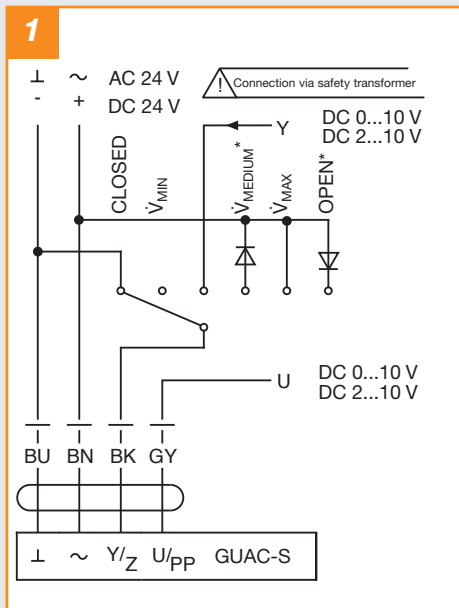 1
⊥ ~ AC 24 V
- + DC 24 V
! Connection via safety transformer
Y DC 0...10 V
DC 2...10 V
CLOSED
V̇MIN
V̇MEDIUM*
V̇MAX
OPEN*
U DC 0...10 V
DC 2...10 V
BU BN BK GY
⊥ ~ Y/Z U/PP GUAC-S